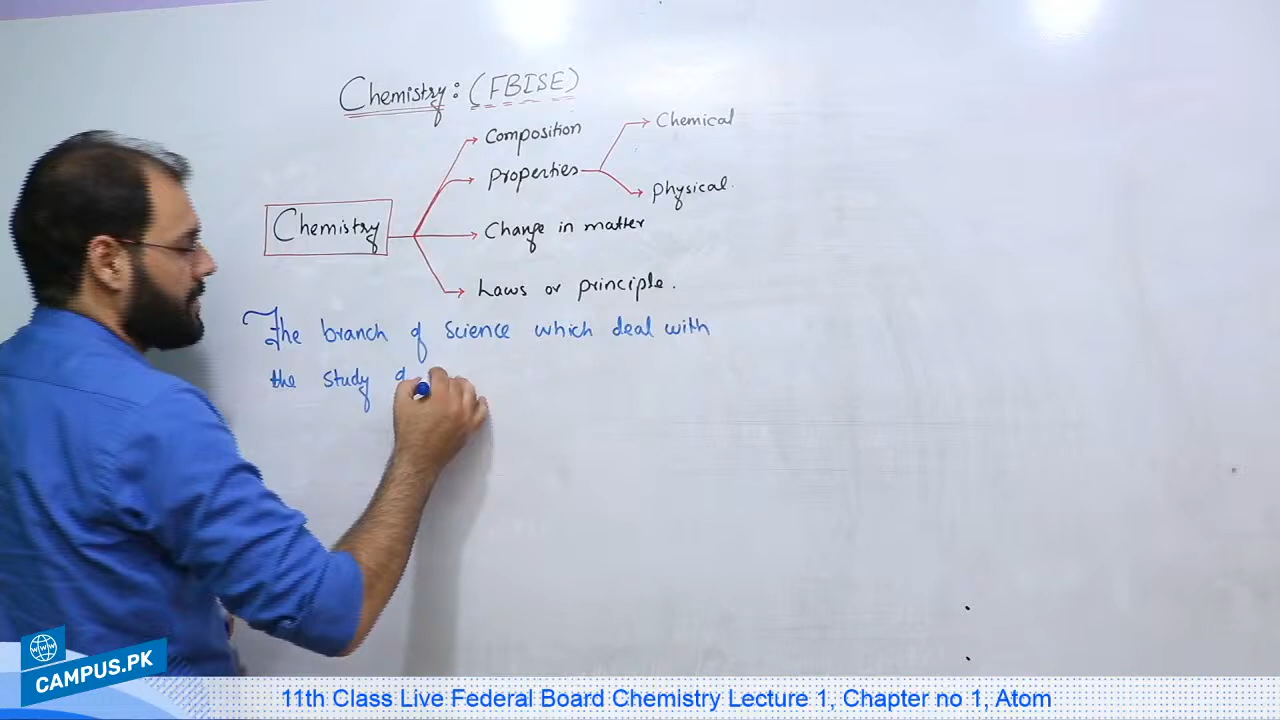 Chemistry: (FBISE)
Composition
Chemical
Properties
Physical.
Chemistry
Change in matter
Laws or principle.
The branch of science which deal with
the study
WWW
CAMPUS.PK
11th Class Live Federal Board Chemistry Lecture 1, Chapter no 1, Atom